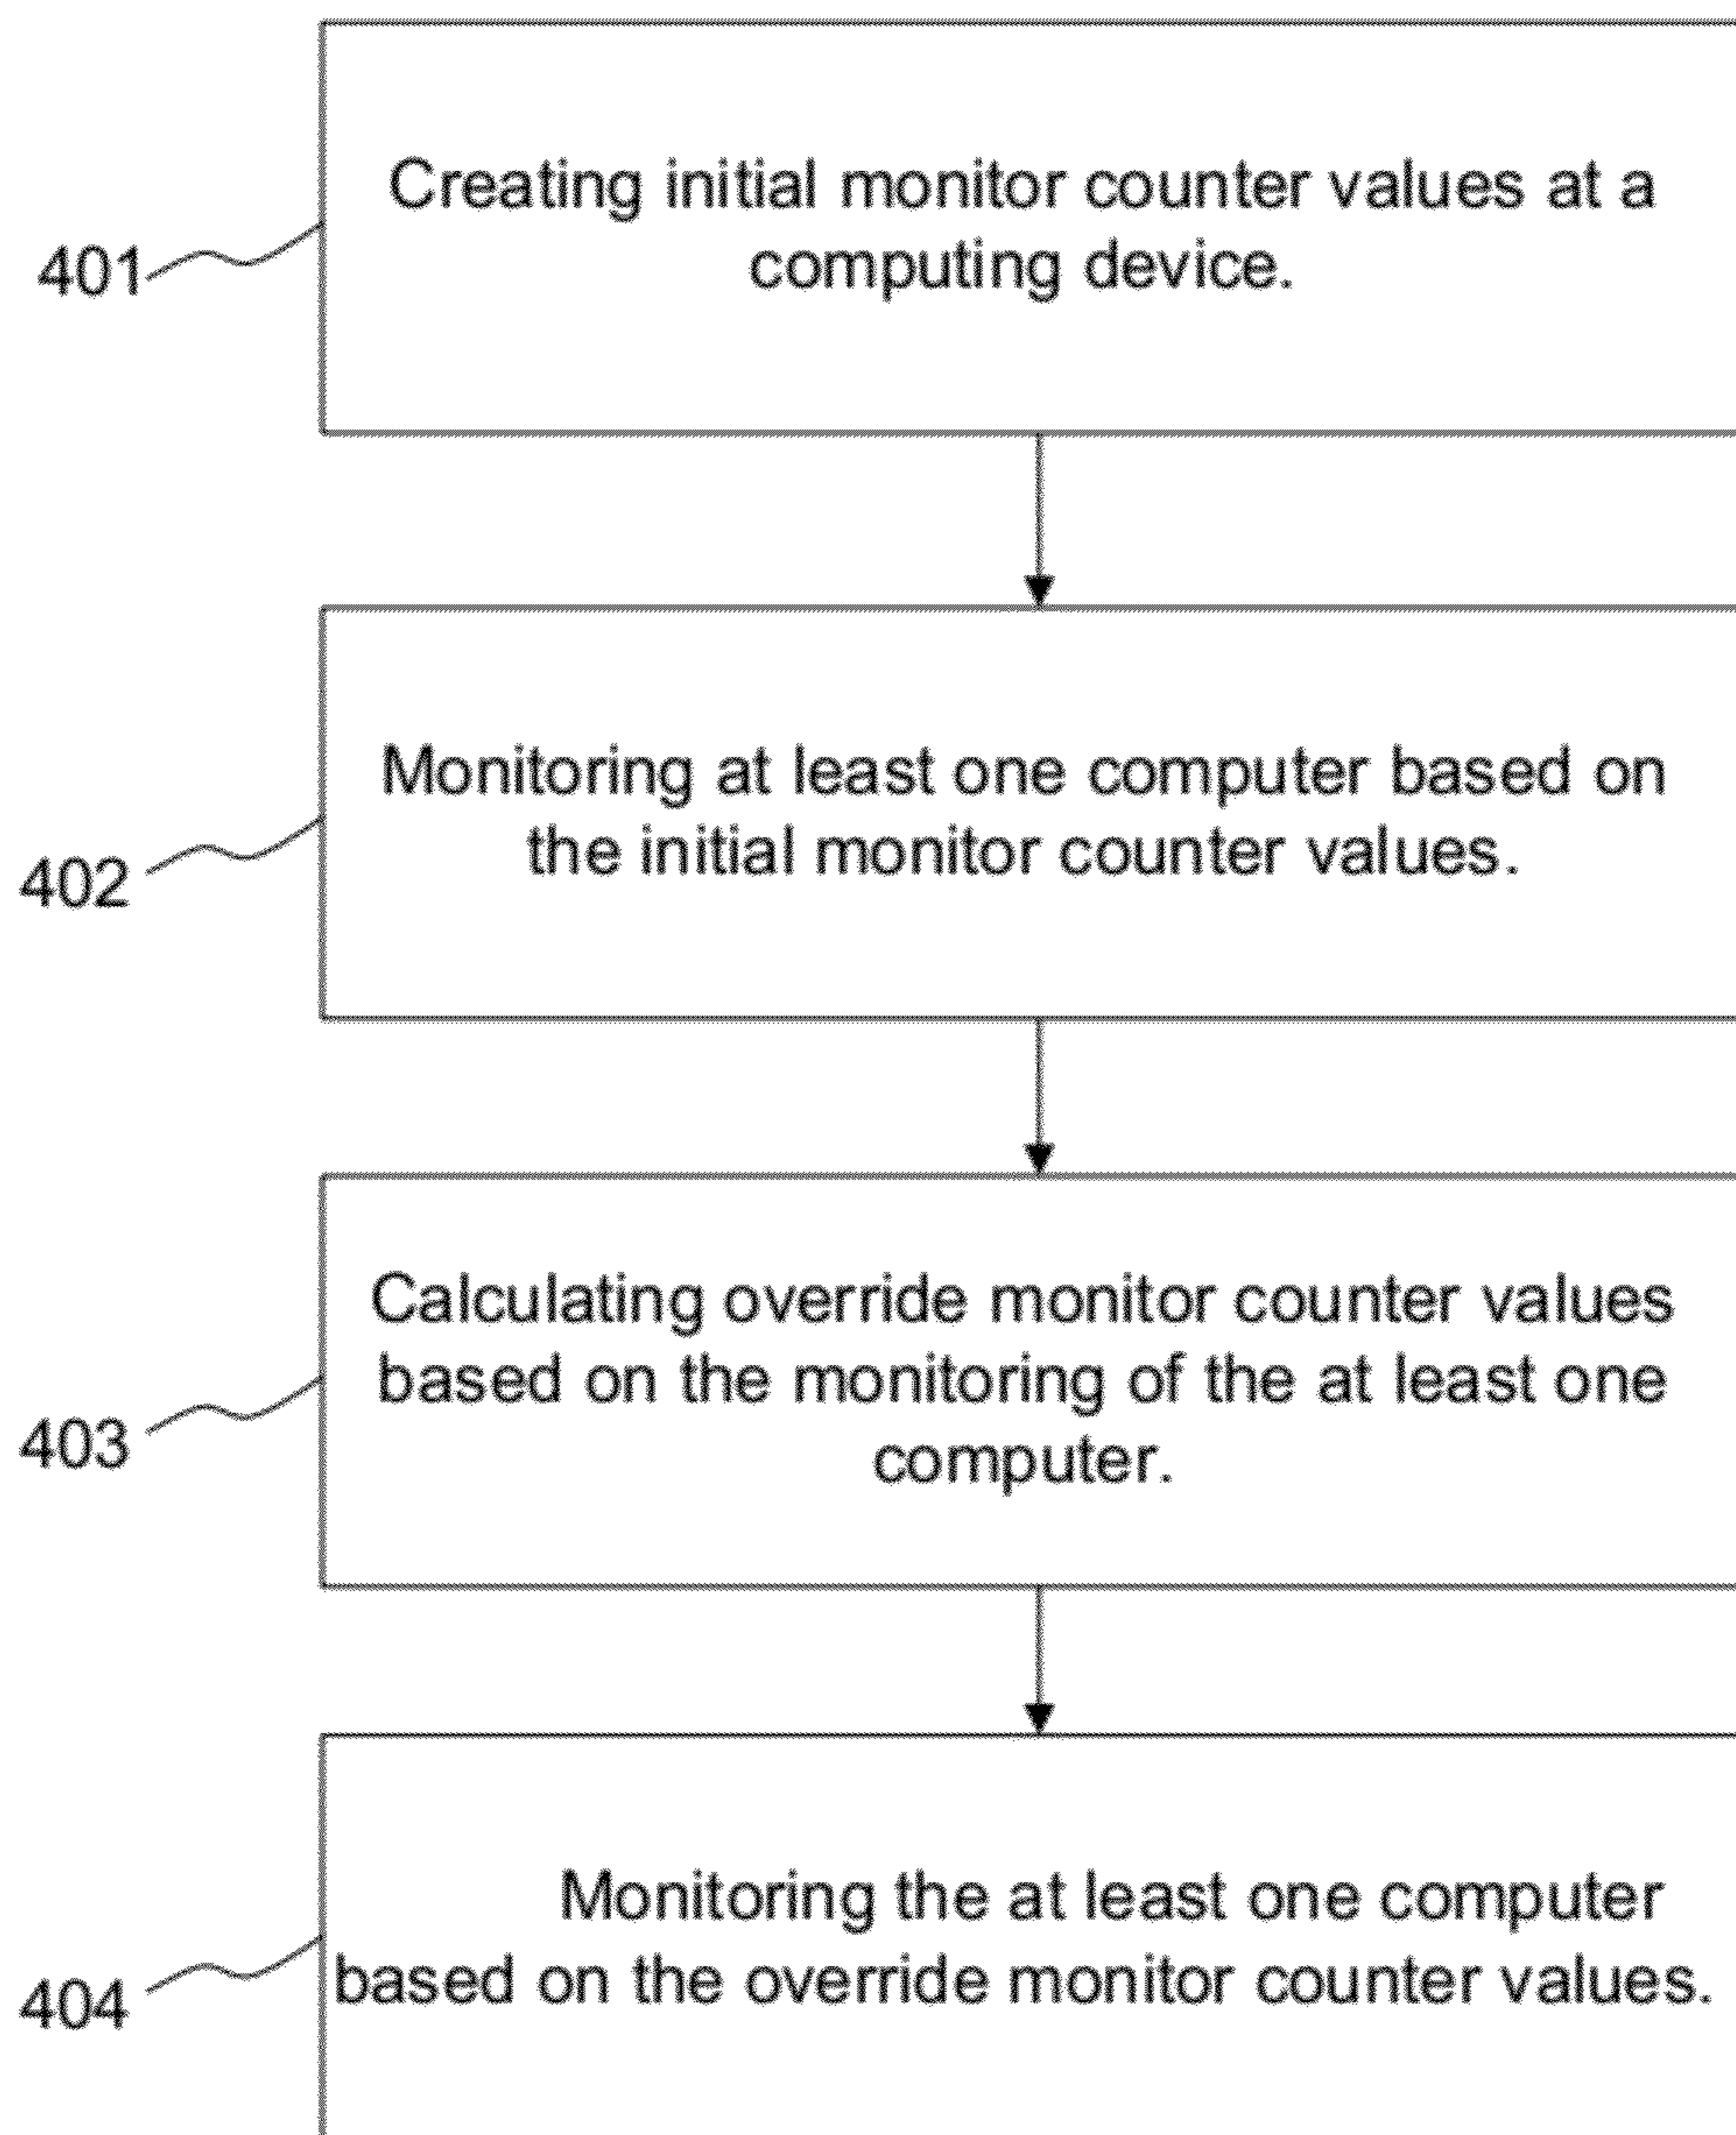 Creating initial monitor counter values at a
computing device.
401
Monitoring at least one computer based on
the initial monitor counter values.
402
Calculating override monitor counter values
based on the monitoring of the at least one
computer.
403
Monitoring the at least one computer
based on the override monitor counter values.
404